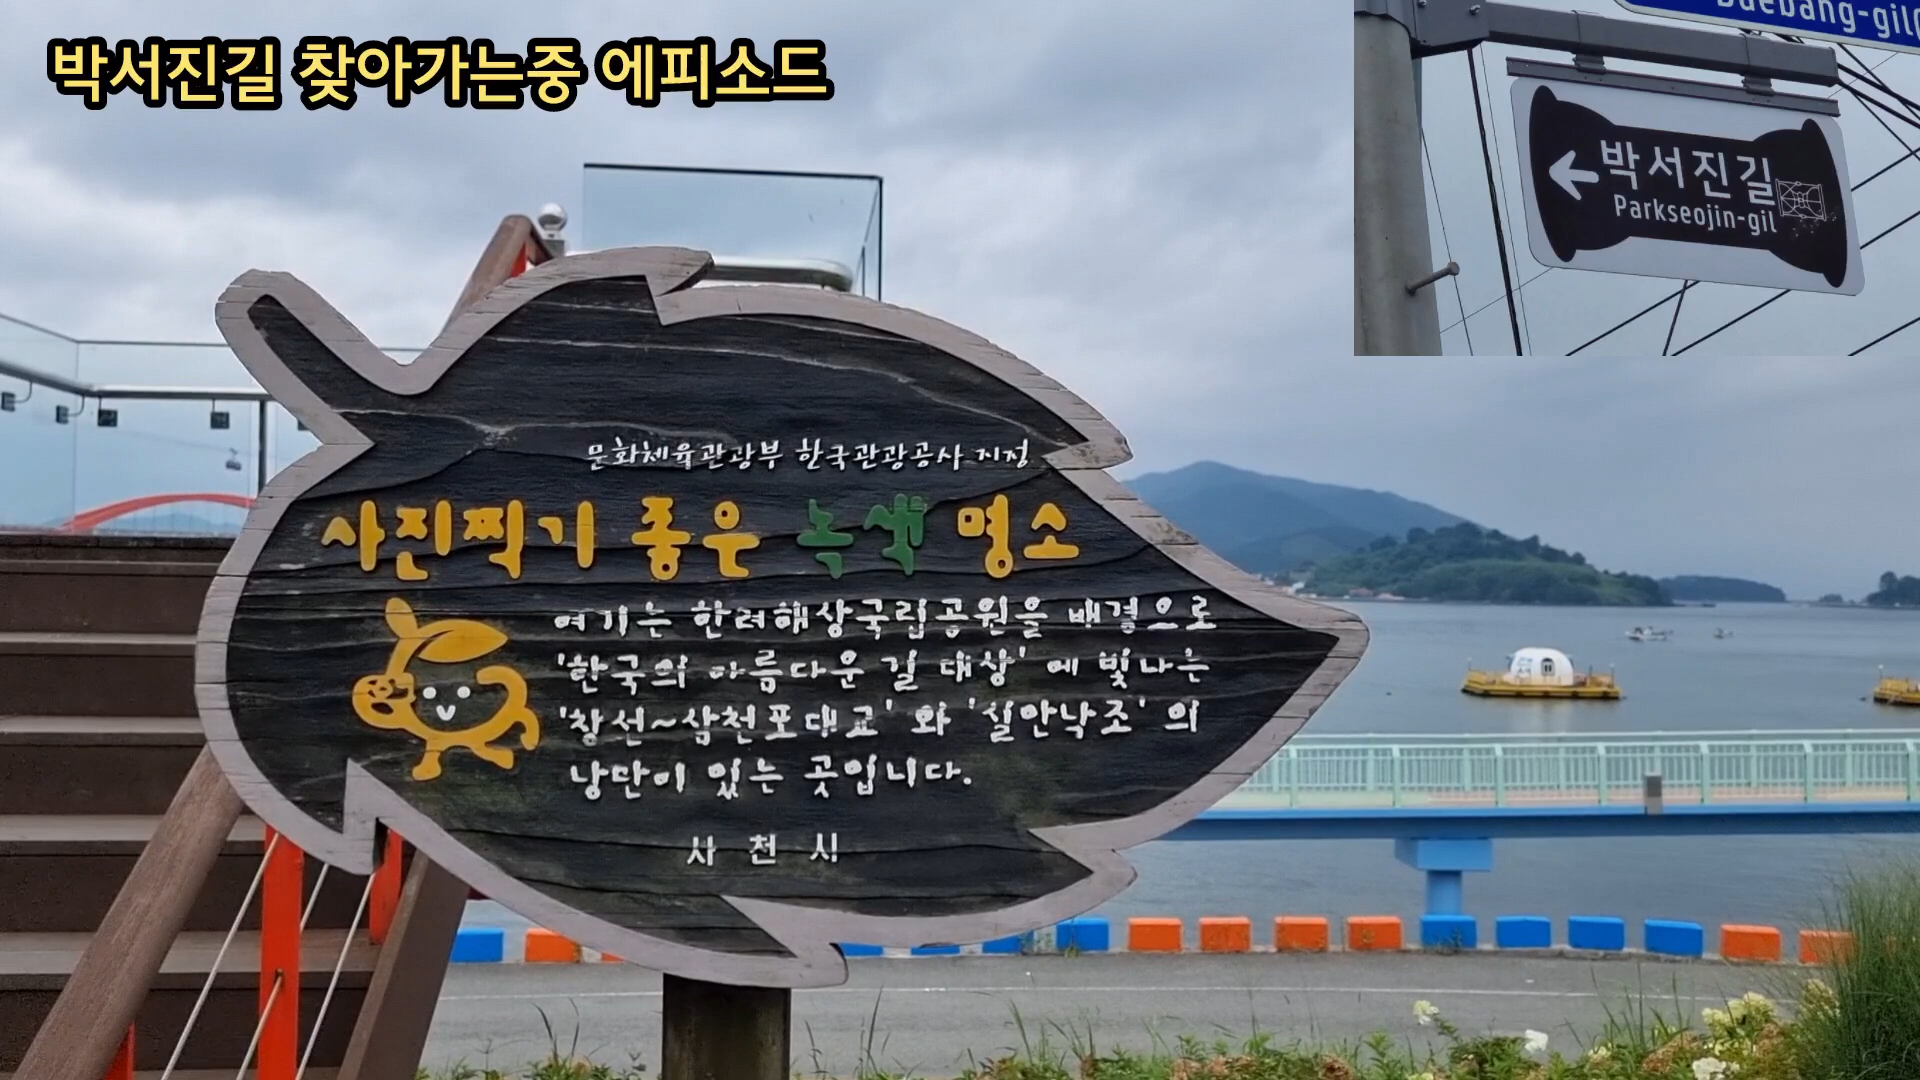 박서진길 찾아가는중 에피소드
박서진길
Parkseojin-gil
문화체육관광부 한국관광공사 지정
사진찍기 좋은 녹색 명소
여기는 한려해상국립공원을 배경으로
'한국의 아름다운 길 대상' 에 빛나는
'창선~삼천포대교' 와 '실안낙조' 의
낭만이 있는 곳입니다.
사 천 시